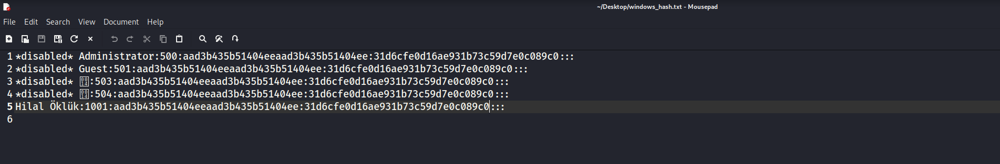 ~/Desktop/windows_hash.txt - Mousepad
File Edit Search View Document Help
1 *disabled* Administrator:500:aad3b435b51404eeaad3b435b51404ee:31d6cfe0d16ae931b73c59d7e0c089c0:::
2 *disabled* Guest:501:aad3b435b51404eeaad3b435b51404ee:31d6cfe0d16ae931b73c59d7e0c089c0:::
3 *disabled* :503:aad3b435b51404eeaad3b435b51404ee:31d6cfe0d16ae931b73c59d7e0c089c0:::
4 *disabled* :504:aad3b435b51404eeaad3b435b51404ee:31d6cfe0d16ae931b73c59d7e0c089c0:::
5 Hilal Öklük:1001:aad3b435b51404eeaad3b435b51404ee:31d6cfe0d16ae931b73c59d7e0c089c0:::
6